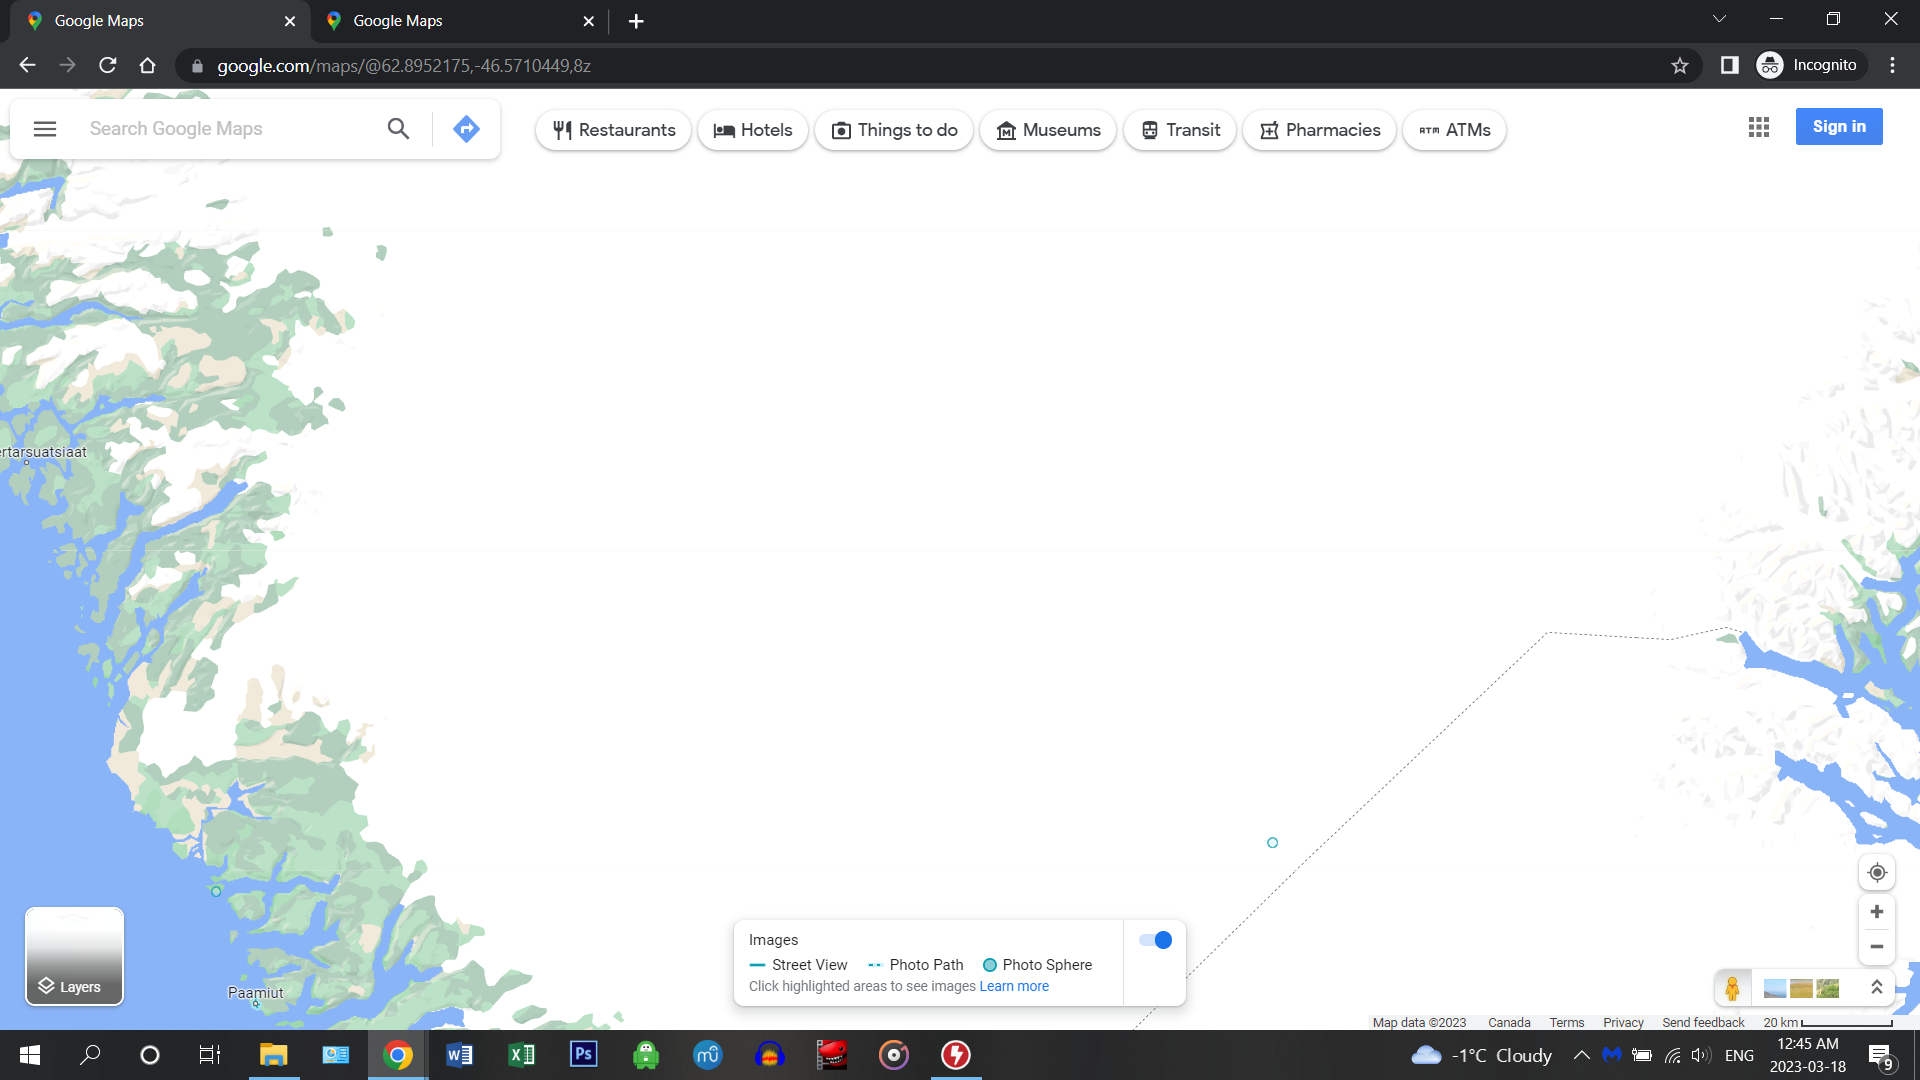 Google Maps
Google Maps
google.com/maps/@62.8952175,-46.5710449,8z
Incognito
Search Google Maps
Restaurants
Hotels
Things to do
Museums
Transit
Pharmacies
ATM ATMs
Sign in
rtarsuatsiaat
Paamiut
Layers
Images
Street View
Photo Path
Photo Sphere
Click highlighted areas to see images Learn more
Map data ©2023 Canada Terms Privacy Send feedback 20 km
W
X
Ps
-1°C Cloudy
ENG
12:45 AM
2023-03-18
9